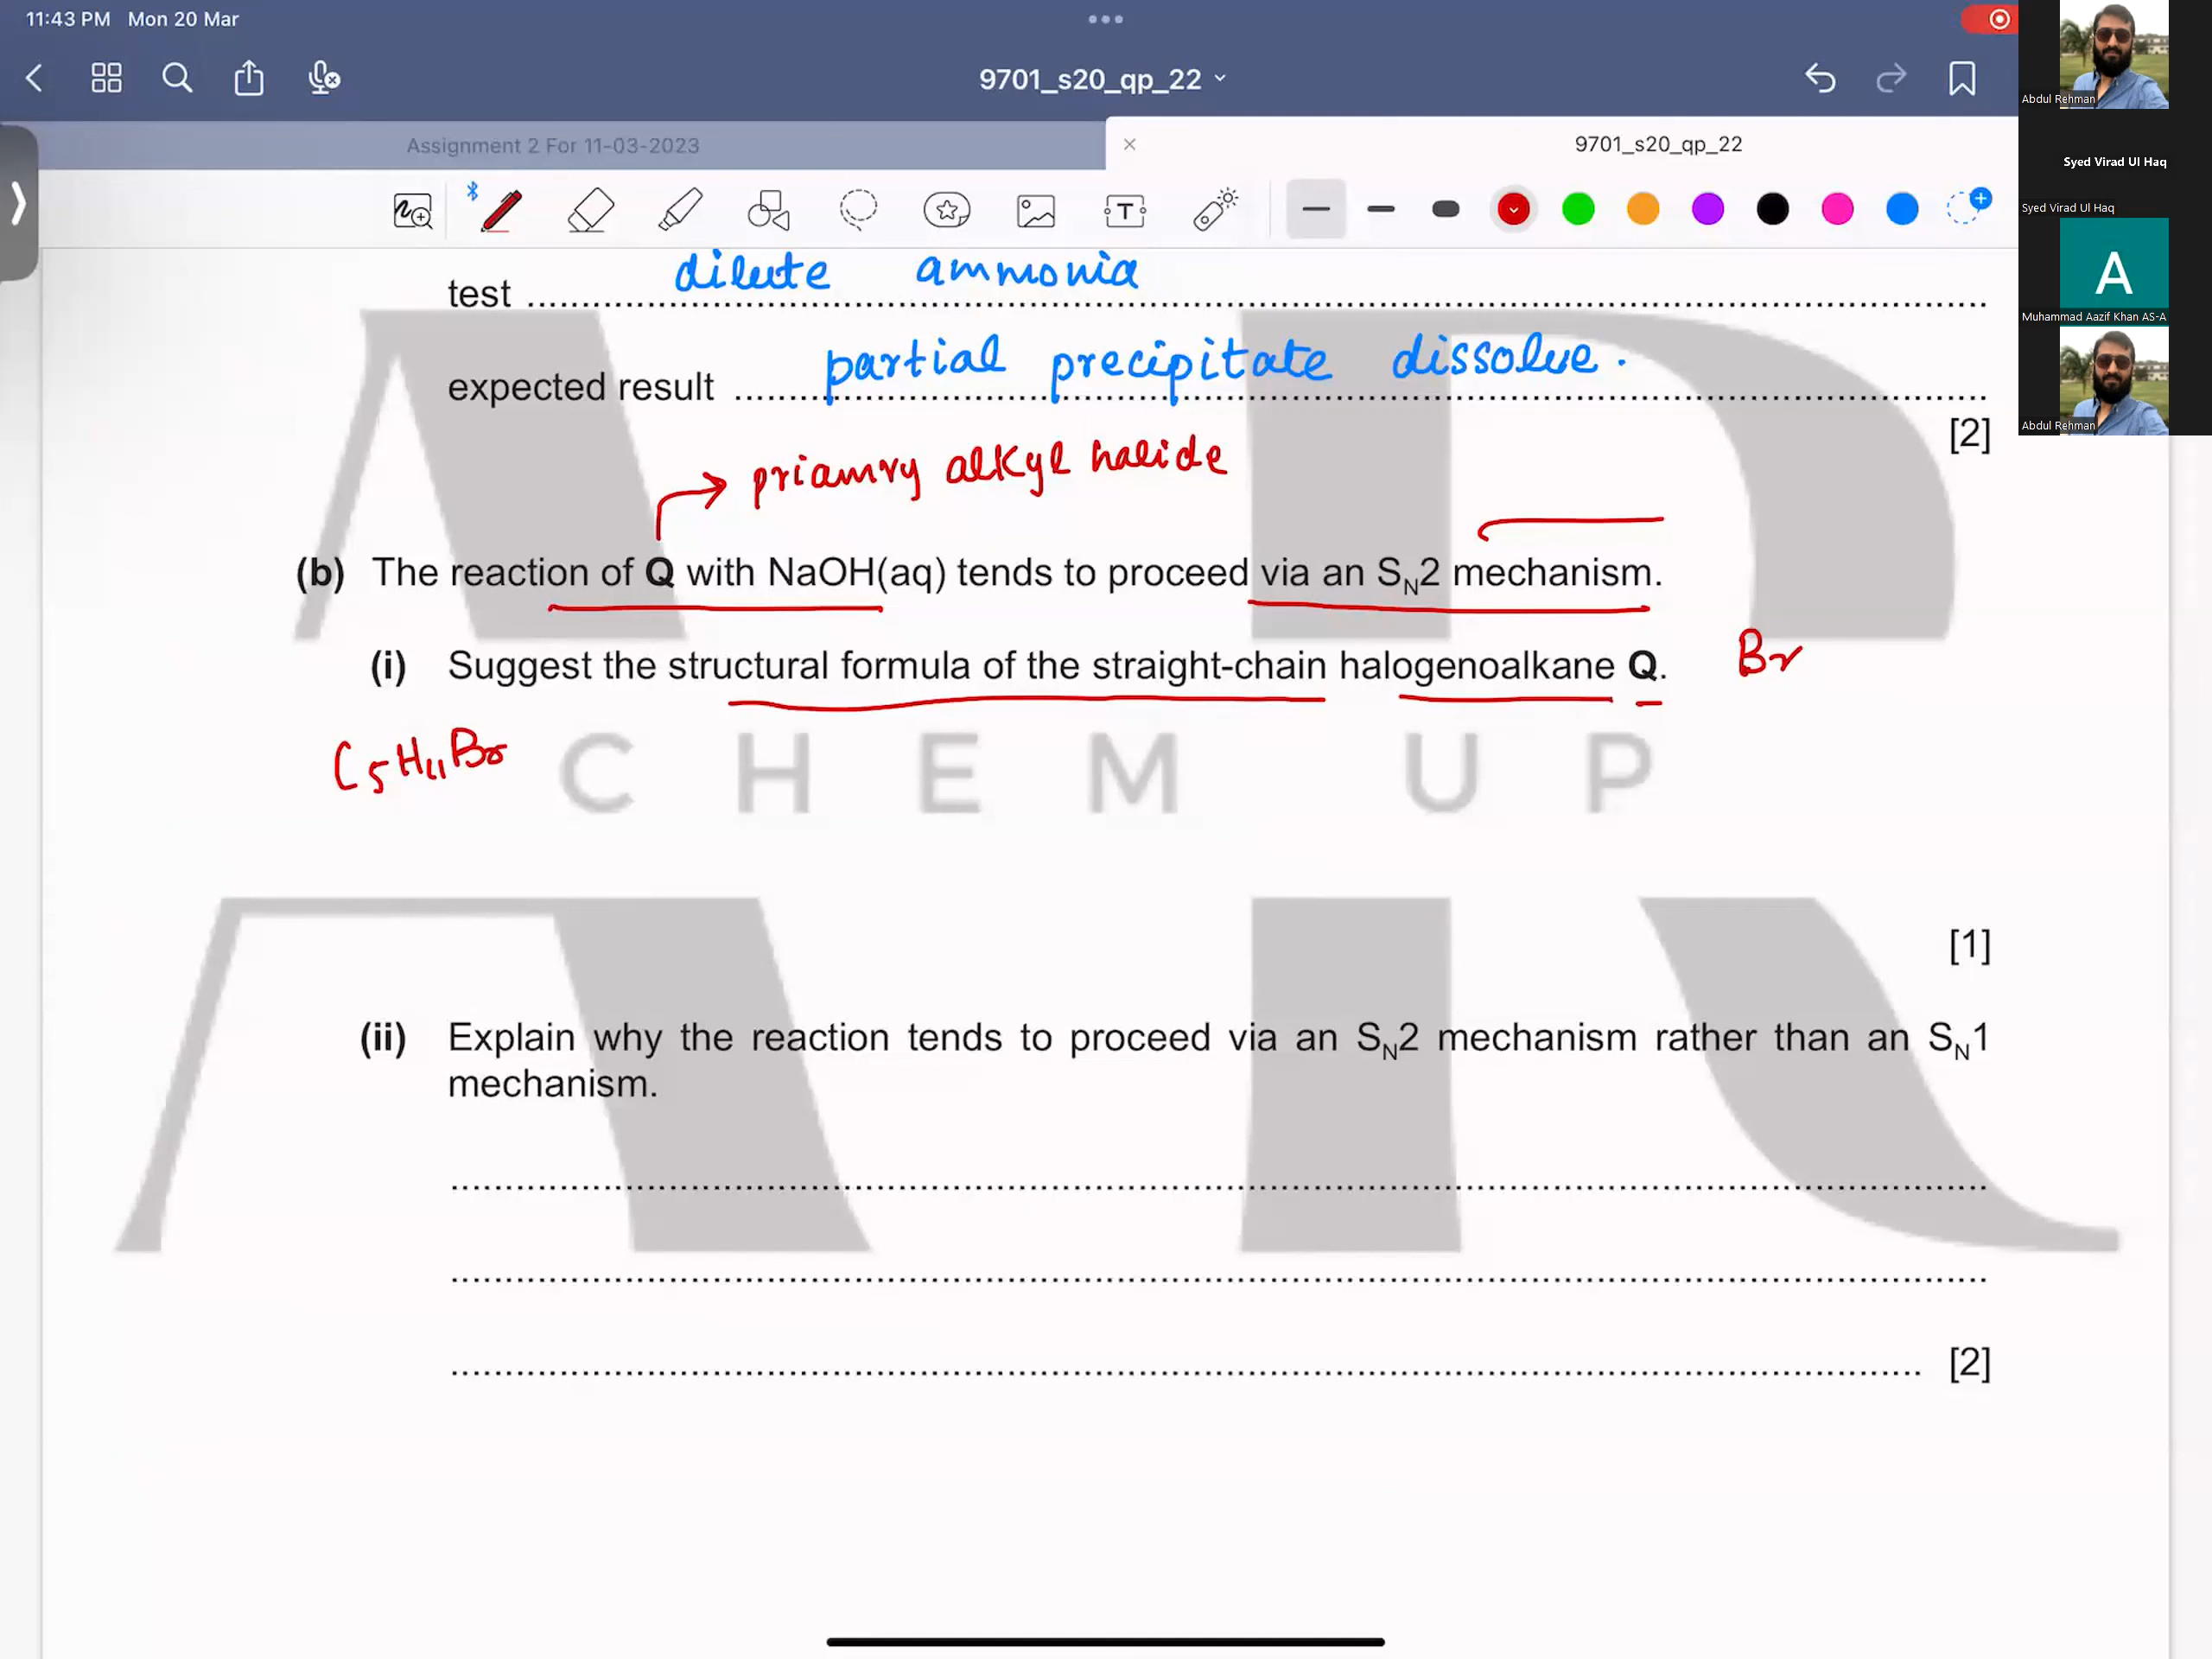 11:43 PM Mon 20 Mar
9701_s20_qp_22
Assignment 2 For 11-03-2023
9701_s20_qp_22
Abdul Rehman
Syed Virad Ul Haq
Syed Virad Ul Haq
A
Muhammad Aazif Khan AS-A
Abdul Rehman
T
test dilute ammonia
expected result partial precipitate dissolve.
[2]
priamry alkyl halide
(b) The reaction of Q with NaOH(aq) tends to proceed via an SN2 mechanism.
(i) Suggest the structural formula of the straight-chain halogenoalkane Q. Br
C5H11Br
CHEM UP
[1]
(ii) Explain why the reaction tends to proceed via an SN2 mechanism rather than an SN1
mechanism.
[2]